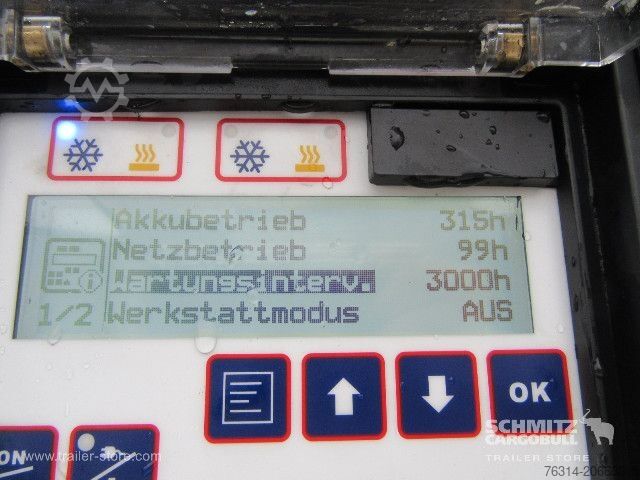 Akkubetrieb 315h
Netzbetrieb 99h
Wartungsinterv. 3000h
1/2 Werkstattmodus AUS
OK
ON
SCHMITZ
CARGOBULL
TRAILER STORE
www.trailer-store.com